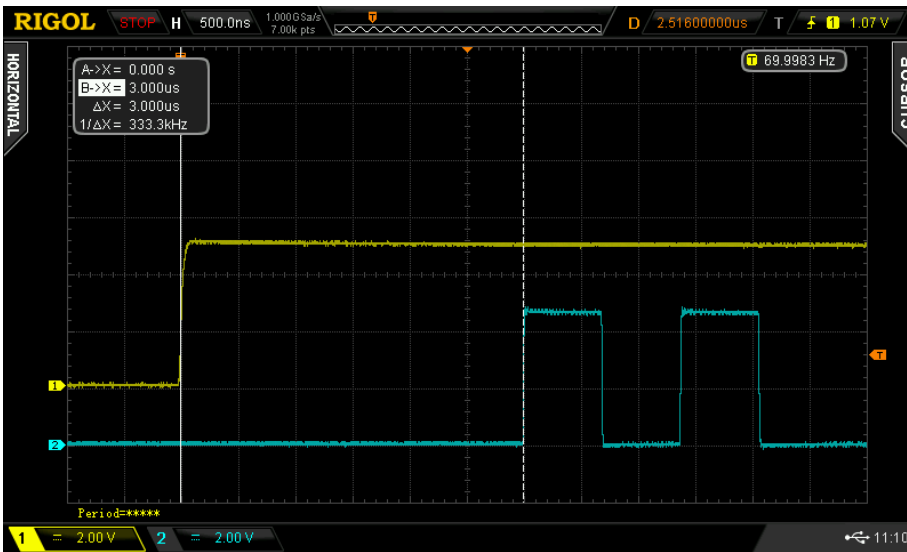 RIGOL STOP H 500.0ns 1.000GSa/s 7.00k pts D 2.51600000us T 1 1.07 V
HORIZONTAL
CURSOR
A->X= 0.000 s
B->X= 3.000us
ΔX= 3.000us
1/ΔX= 333.3kHz
T 69.9983 Hz
1
T
2
Period=*****
1 = 2.00 V 2 = 2.00 V 11:10